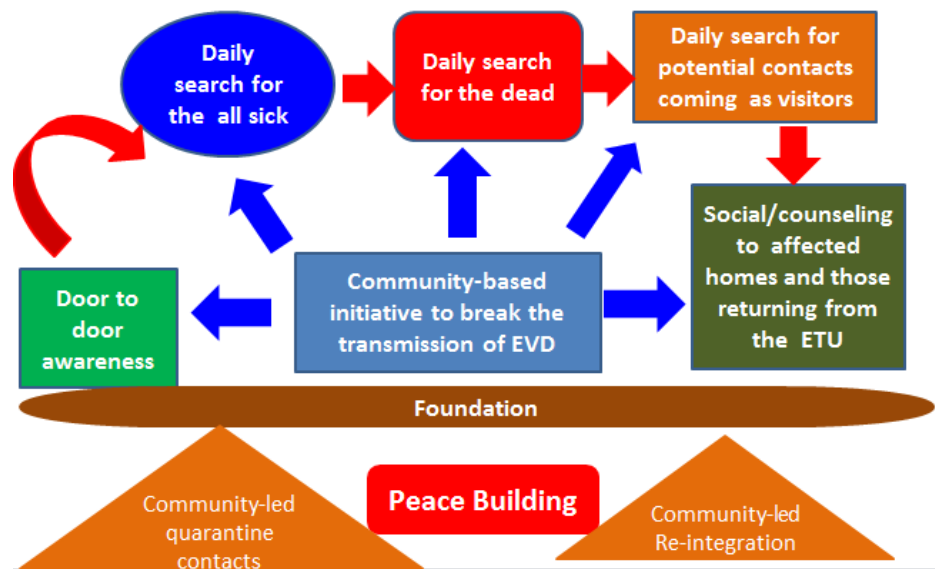 Daily
search for
the all sick
Daily search
for the dead
Daily search for
potential contacts
coming as visitors
Door to
door
awareness
Community-based
initiative to break the
transmission of EVD
Social/counseling
to affected
homes and those
returning from
the ETU
Foundation
Community-led
quarantine
contacts
Peace Building
Community-led
Re-integration